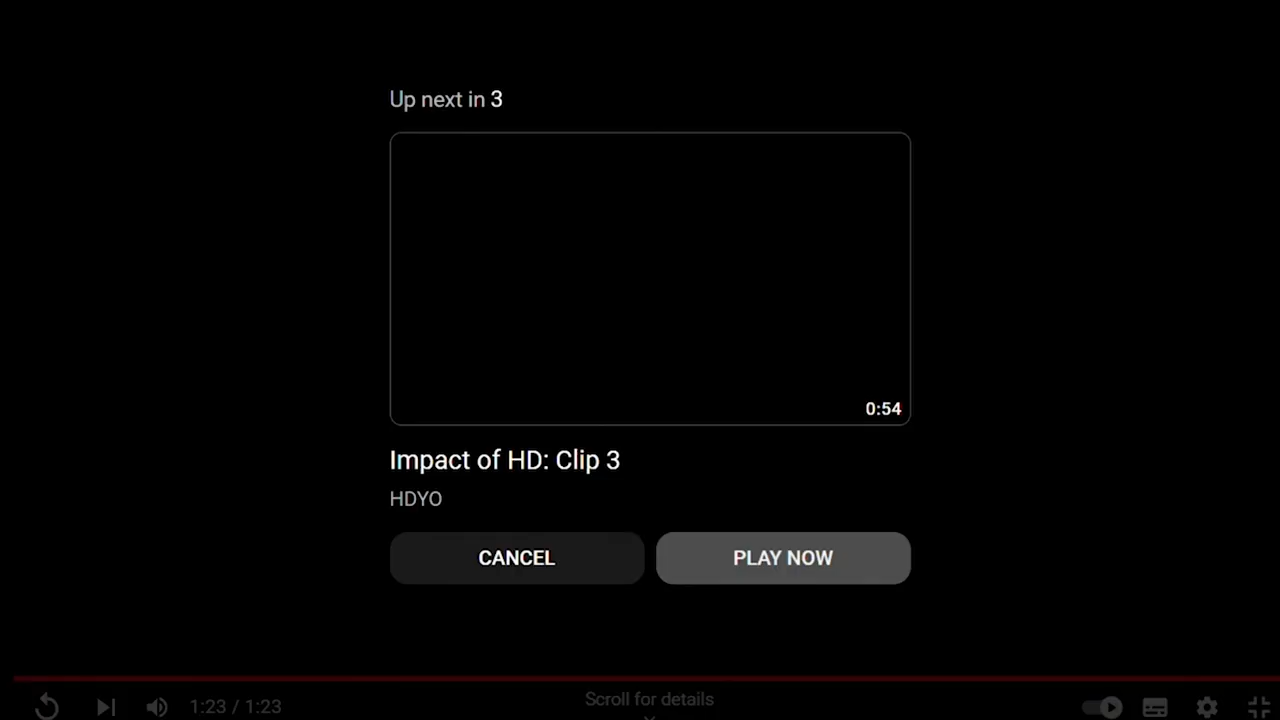 Up next in 3
0:54
Impact of HD: Clip 3
HDYO
CANCEL
PLAY NOW
Scroll for details
1:23 / 1:23